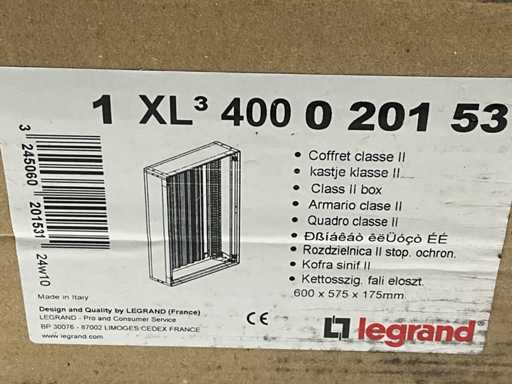 1 XL³ 400 0 201 53
• Coffret classe II
• kastje klasse II
• Class II box
• Armario clase II
• Quadro classe II
• Ðßíáêáò êëÜóçò ÉÉ
• Rozdzielnica II stop. ochron.
• Kofra sinif II
• Kettosszig. fali eloszt.
600 x 575 x 175mm
3 245060 201531
24w10
Made in Italy
Design and Quality by LEGRAND (France)
LEGRAND - Pro and Consumer Service
BP 30076 - 87002 LIMOGES CEDEX FRANCE
www.legrand.com
CE
legrand®